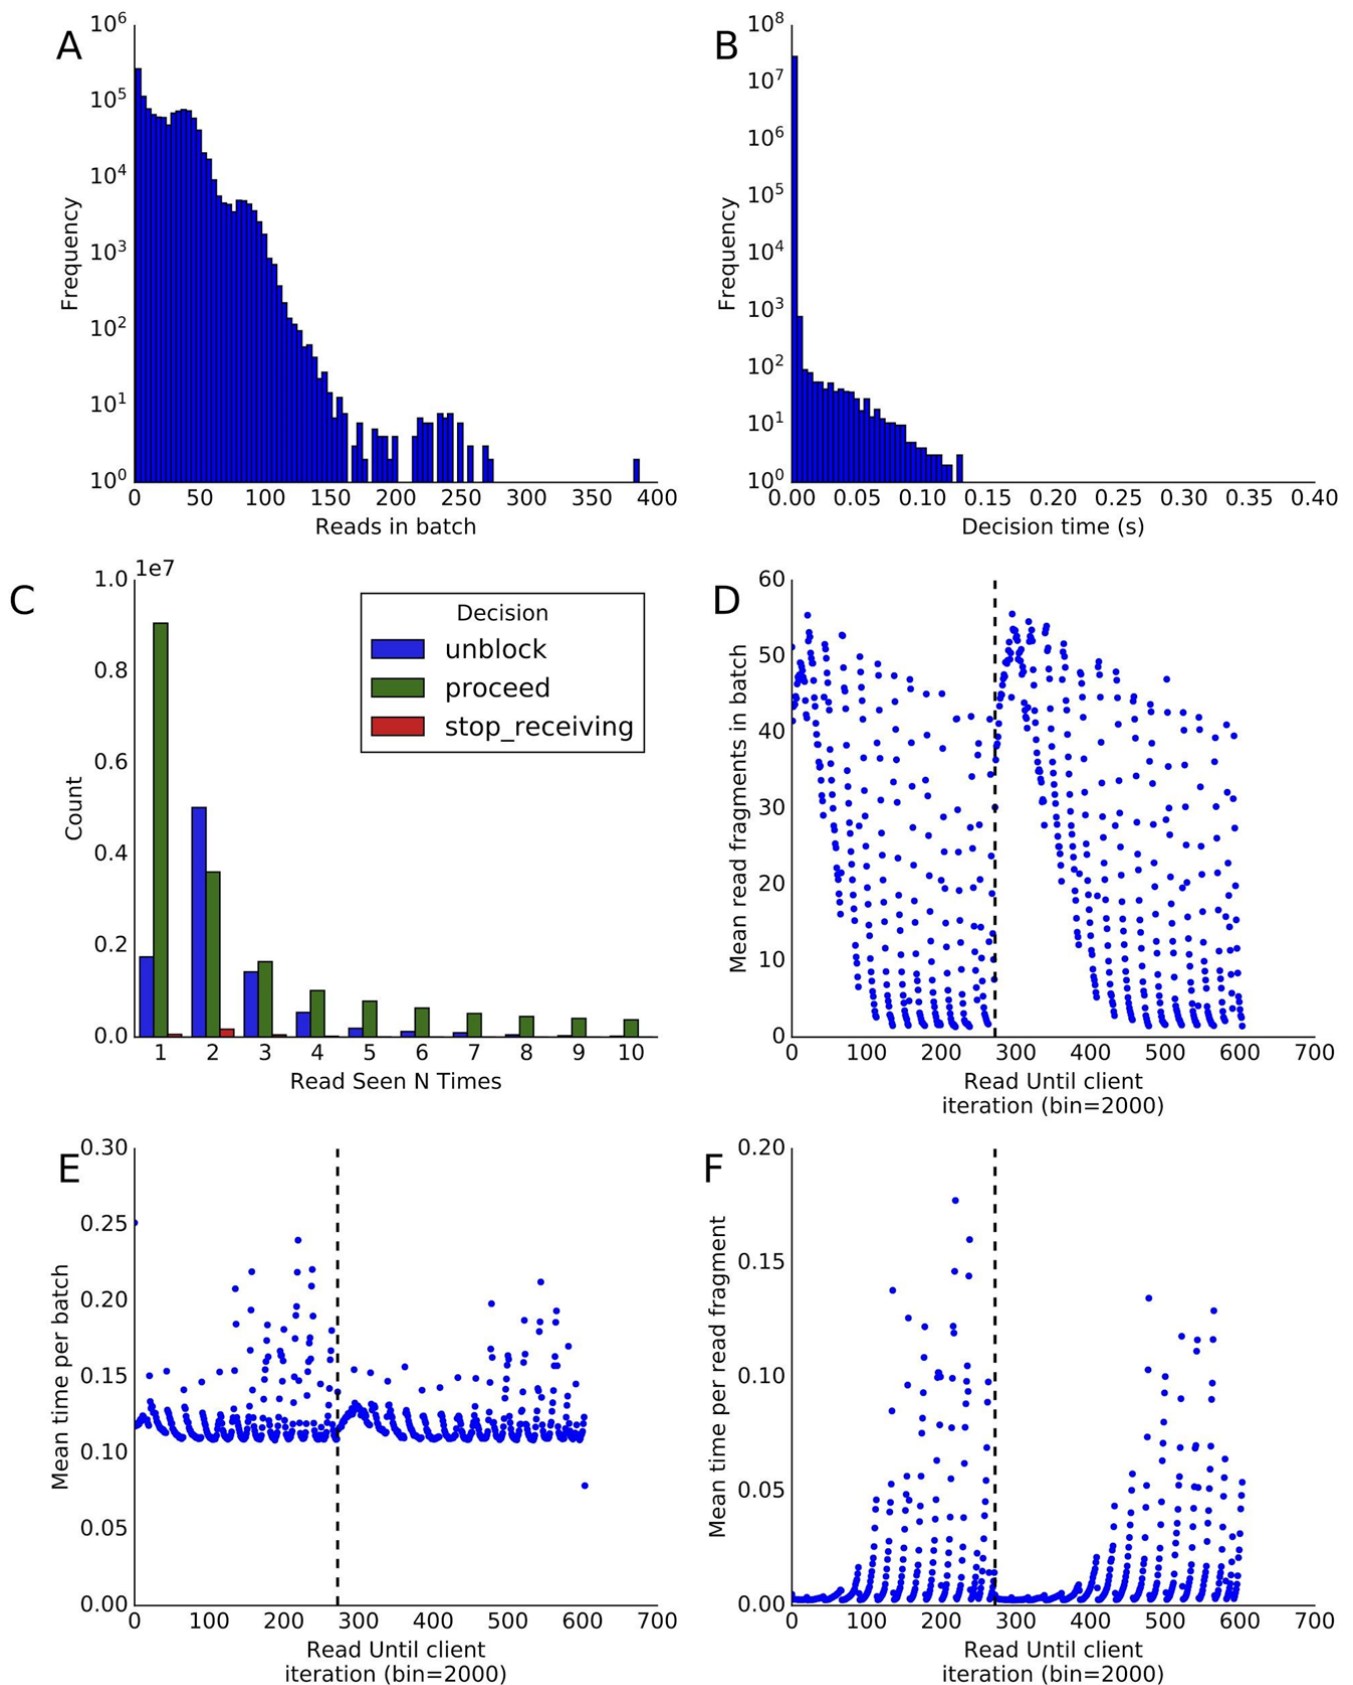 A
Frequency
10^6
10^5
10^4
10^3
10^2
10^1
10^0
0 50 100 150 200 250 300 350 400
Reads in batch
B
Frequency
10^8
10^7
10^6
10^5
10^4
10^3
10^2
10^1
10^0
0.00 0.05 0.10 0.15 0.20 0.25 0.30 0.35 0.40
Decision time (s)
C
1e7
Count
1.0
0.8
0.6
0.4
0.2
0.0
Decision
unblock
proceed
stop_receiving
1 2 3 4 5 6 7 8 9 10
Read Seen N Times
D
Mean read fragments in batch
60
50
40
30
20
10
0
0 100 200 300 400 500 600 700
Read Until client
iteration (bin=2000)
E
Mean time per batch
0.30
0.25
0.20
0.15
0.10
0.05
0.00
0 100 200 300 400 500 600 700
Read Until client
iteration (bin=2000)
F
Mean time per read fragment
0.20
0.15
0.10
0.05
0.00
0 100 200 300 400 500 600 700
Read Until client
iteration (bin=2000)